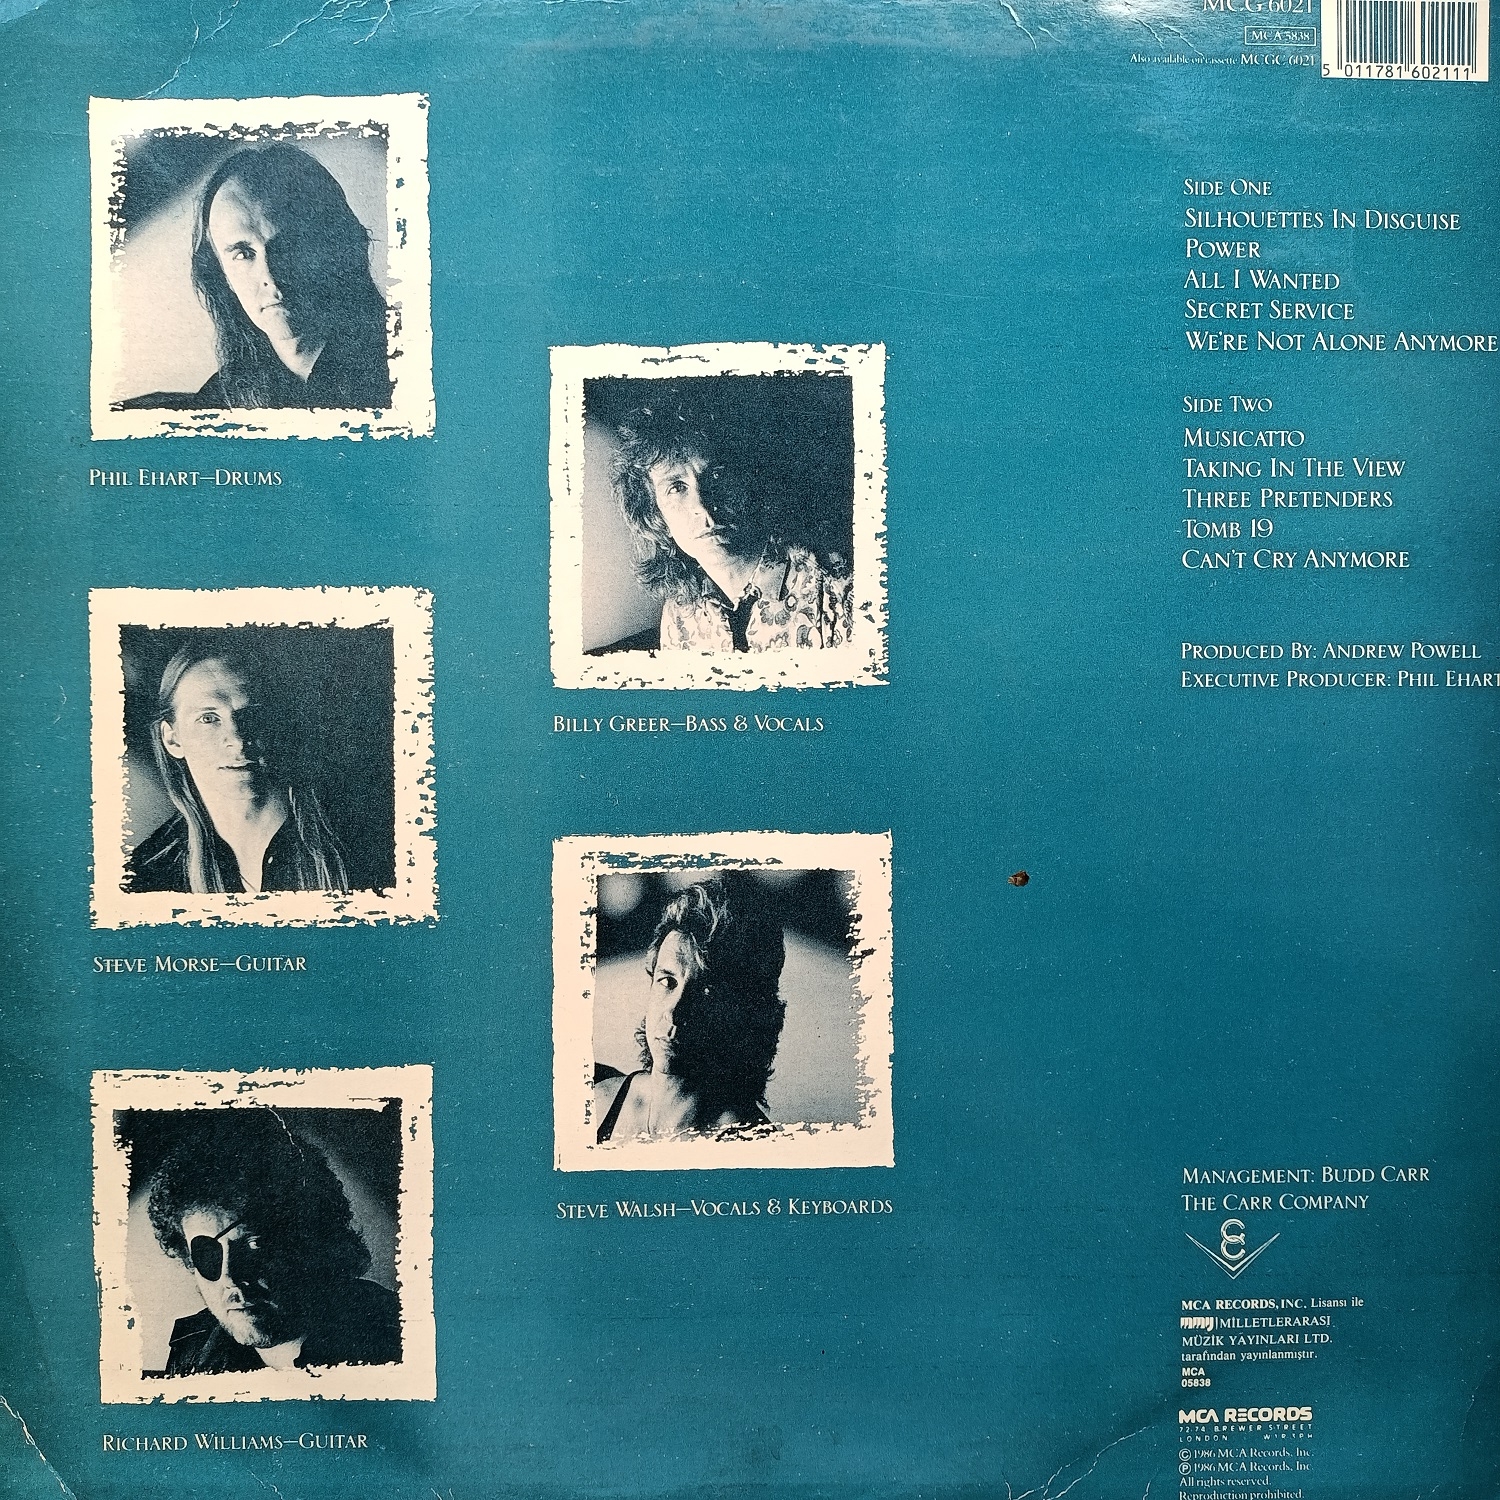 MCG 6021
MCA 5838
Also available on cassette MCGC 6021
5 011781 602111
SIDE ONE
SILHOUETTES IN DISGUISE
POWER
ALL I WANTED
SECRET SERVICE
WE'RE NOT ALONE ANYMORE
SIDE TWO
MUSICATTO
TAKING IN THE VIEW
THREE PRETENDERS
TOMB 19
CAN'T CRY ANYMORE
PRODUCED BY: ANDREW POWELL
EXECUTIVE PRODUCER: PHIL EHART
PHIL EHART—DRUMS
BILLY GREER—BASS & VOCALS
STEVE MORSE—GUITAR
STEVE WALSH—VOCALS & KEYBOARDS
RICHARD WILLIAMS—GUITAR
MANAGEMENT: BUDD CARR
THE CARR COMPANY
MCA RECORDS, INC. Lisansı ile
MİLLETLERARASI
MÜZİK YAYINLARI LTD.
tarafından yayınlanmıştır.
MCA
05838
MCA RECORDS
72-74 BREWER STREET
LONDON W1R 3PH
© 1986 MCA Records, Inc.
℗ 1986 MCA Records, Inc.
All rights reserved.
Reproduction prohibited.